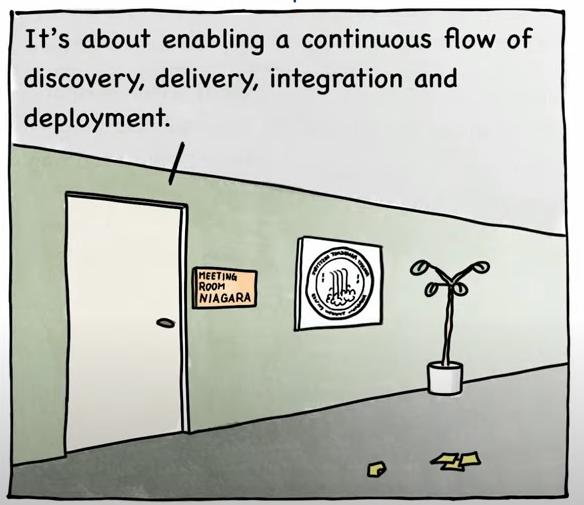 It's about enabling a continuous flow of
discovery, delivery, integration and
deployment.
MEETING
ROOM
NIAGARA